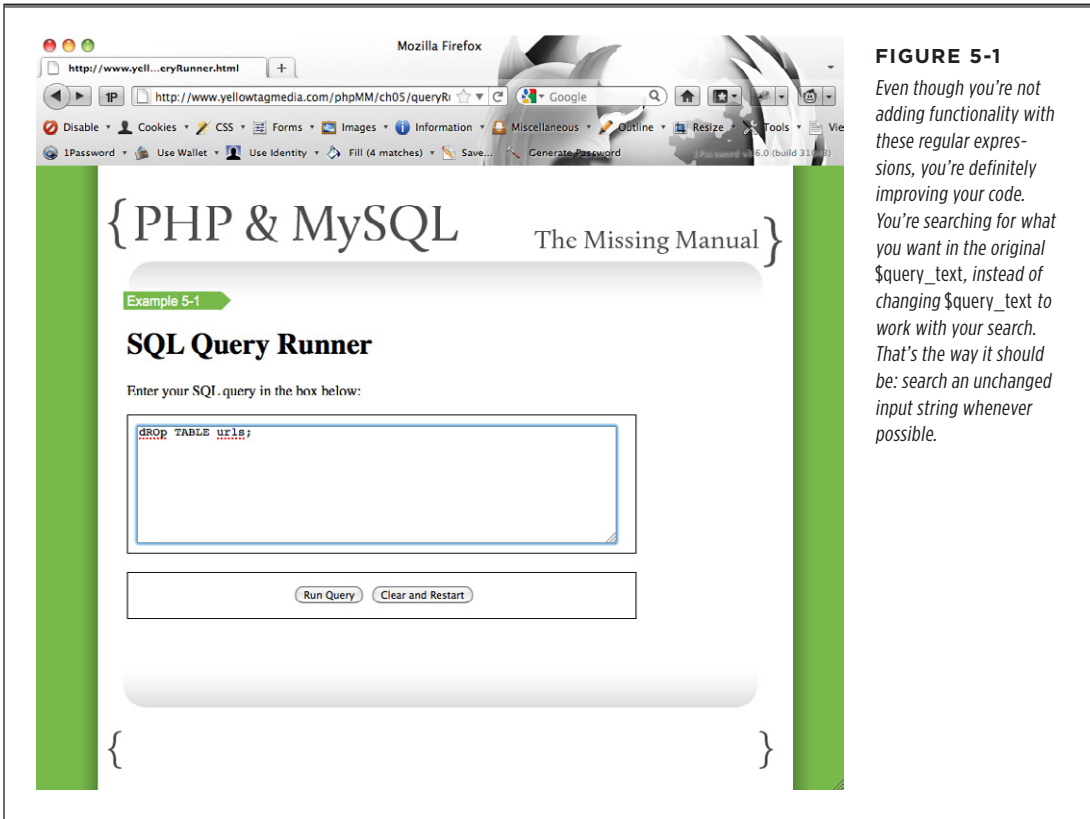 Mozilla Firefox
http://www.yell...eryRunner.html
+
1P
http://www.yellowtagmedia.com/phpMM/ch05/queryRu
Google
Disable
Cookies
CSS
Forms
Images
Information
Miscellaneous
Outline
Resize
Tools
Vie
1Password
Use Wallet
Use Identity
Fill (4 matches)
Save...
Generate Password
{PHP & MySQL
The Missing Manual}
Example 5-1
SQL Query Runner
Enter your SQL query in the box below:
dROp TABLE urls;
Run Query
Clear and Restart
{ }
FIGURE 5-1
Even though you're not
adding functionality with
these regular expres-
sions, you're definitely
improving your code.
You're searching for what
you want in the original
$query_text, instead of
changing $query_text to
work with your search.
That's the way it should
be: search an unchanged
input string whenever
possible.